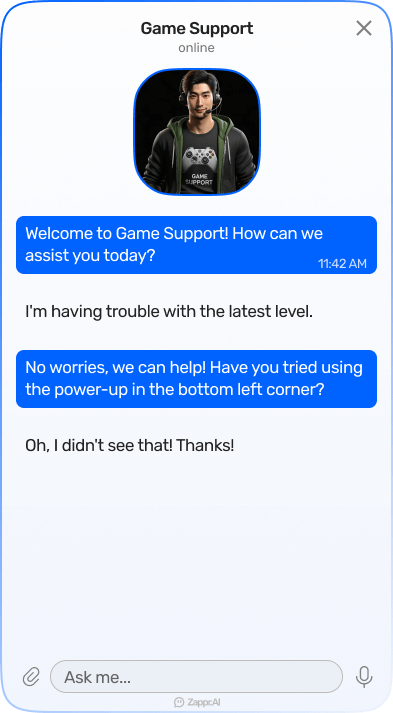 Game Support
online
GAME
SUPPORT
Welcome to Game Support! How can we
assist you today?
11:42 AM
I'm having trouble with the latest level.
No worries, we can help! Have you tried using
the power-up in the bottom left corner?
Oh, I didn't see that! Thanks!
Ask me...
Zappr.AI